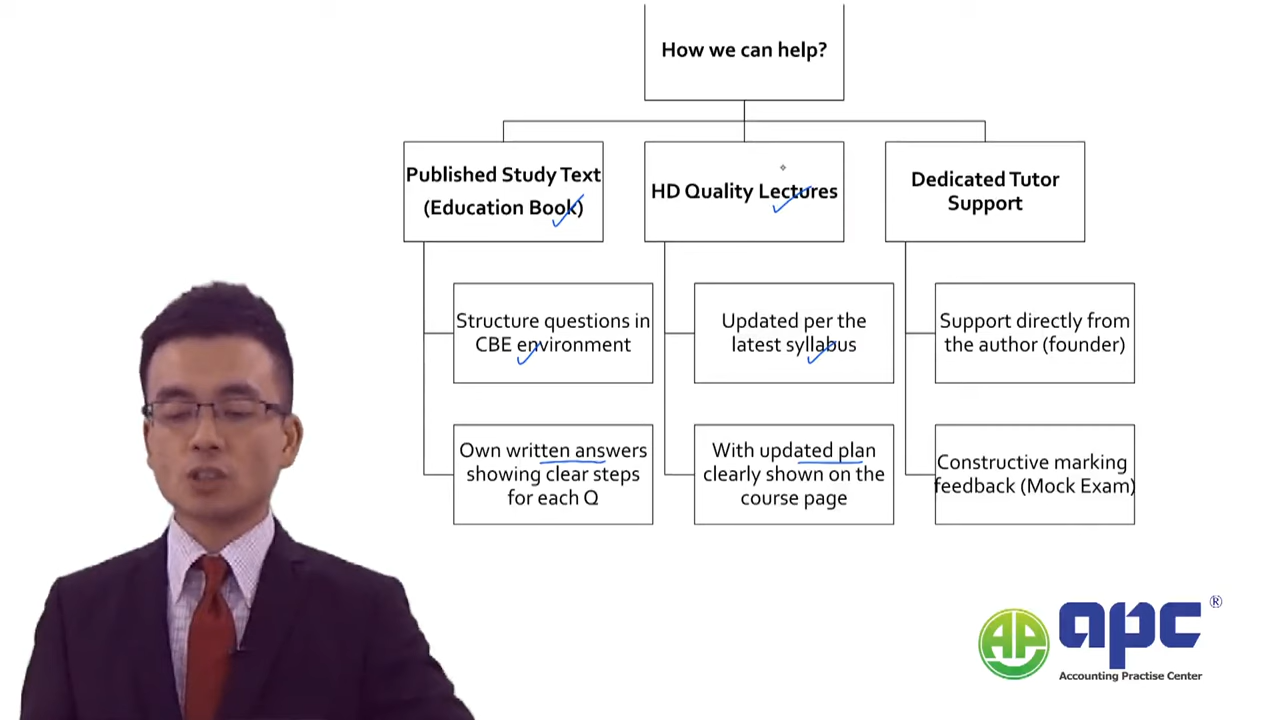 How we can help?
Published Study Text
(Education Book)
HD Quality Lectures
Dedicated Tutor
Support
Structure questions in
CBE environment
Updated per the
latest syllabus
Support directly from
the author (founder)
Own written answers
showing clear steps
for each Q
With updated plan
clearly shown on the
course page
Constructive marking
feedback (Mock Exam)
AP
apc ®
Accounting Practise Center